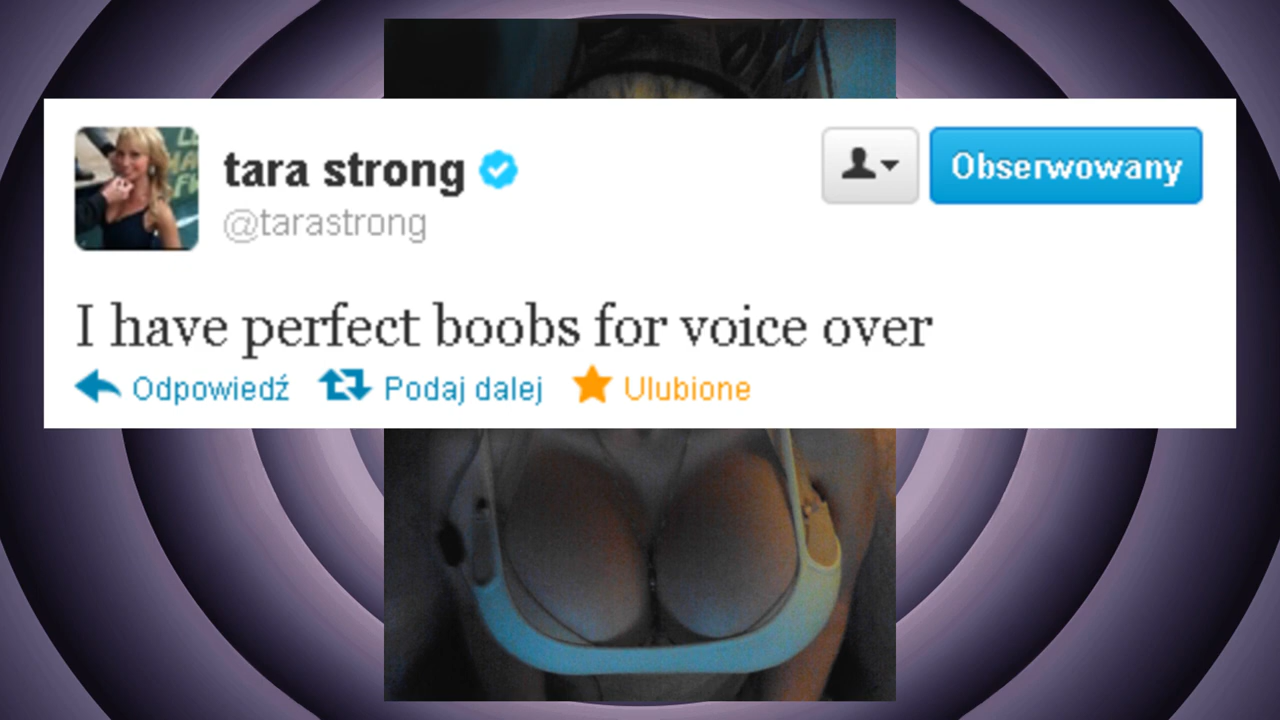 tara strong
@tarastrong
Obserwowany
I have perfect boobs for voice over
Odpowiedź Podaj dalej Ulubione